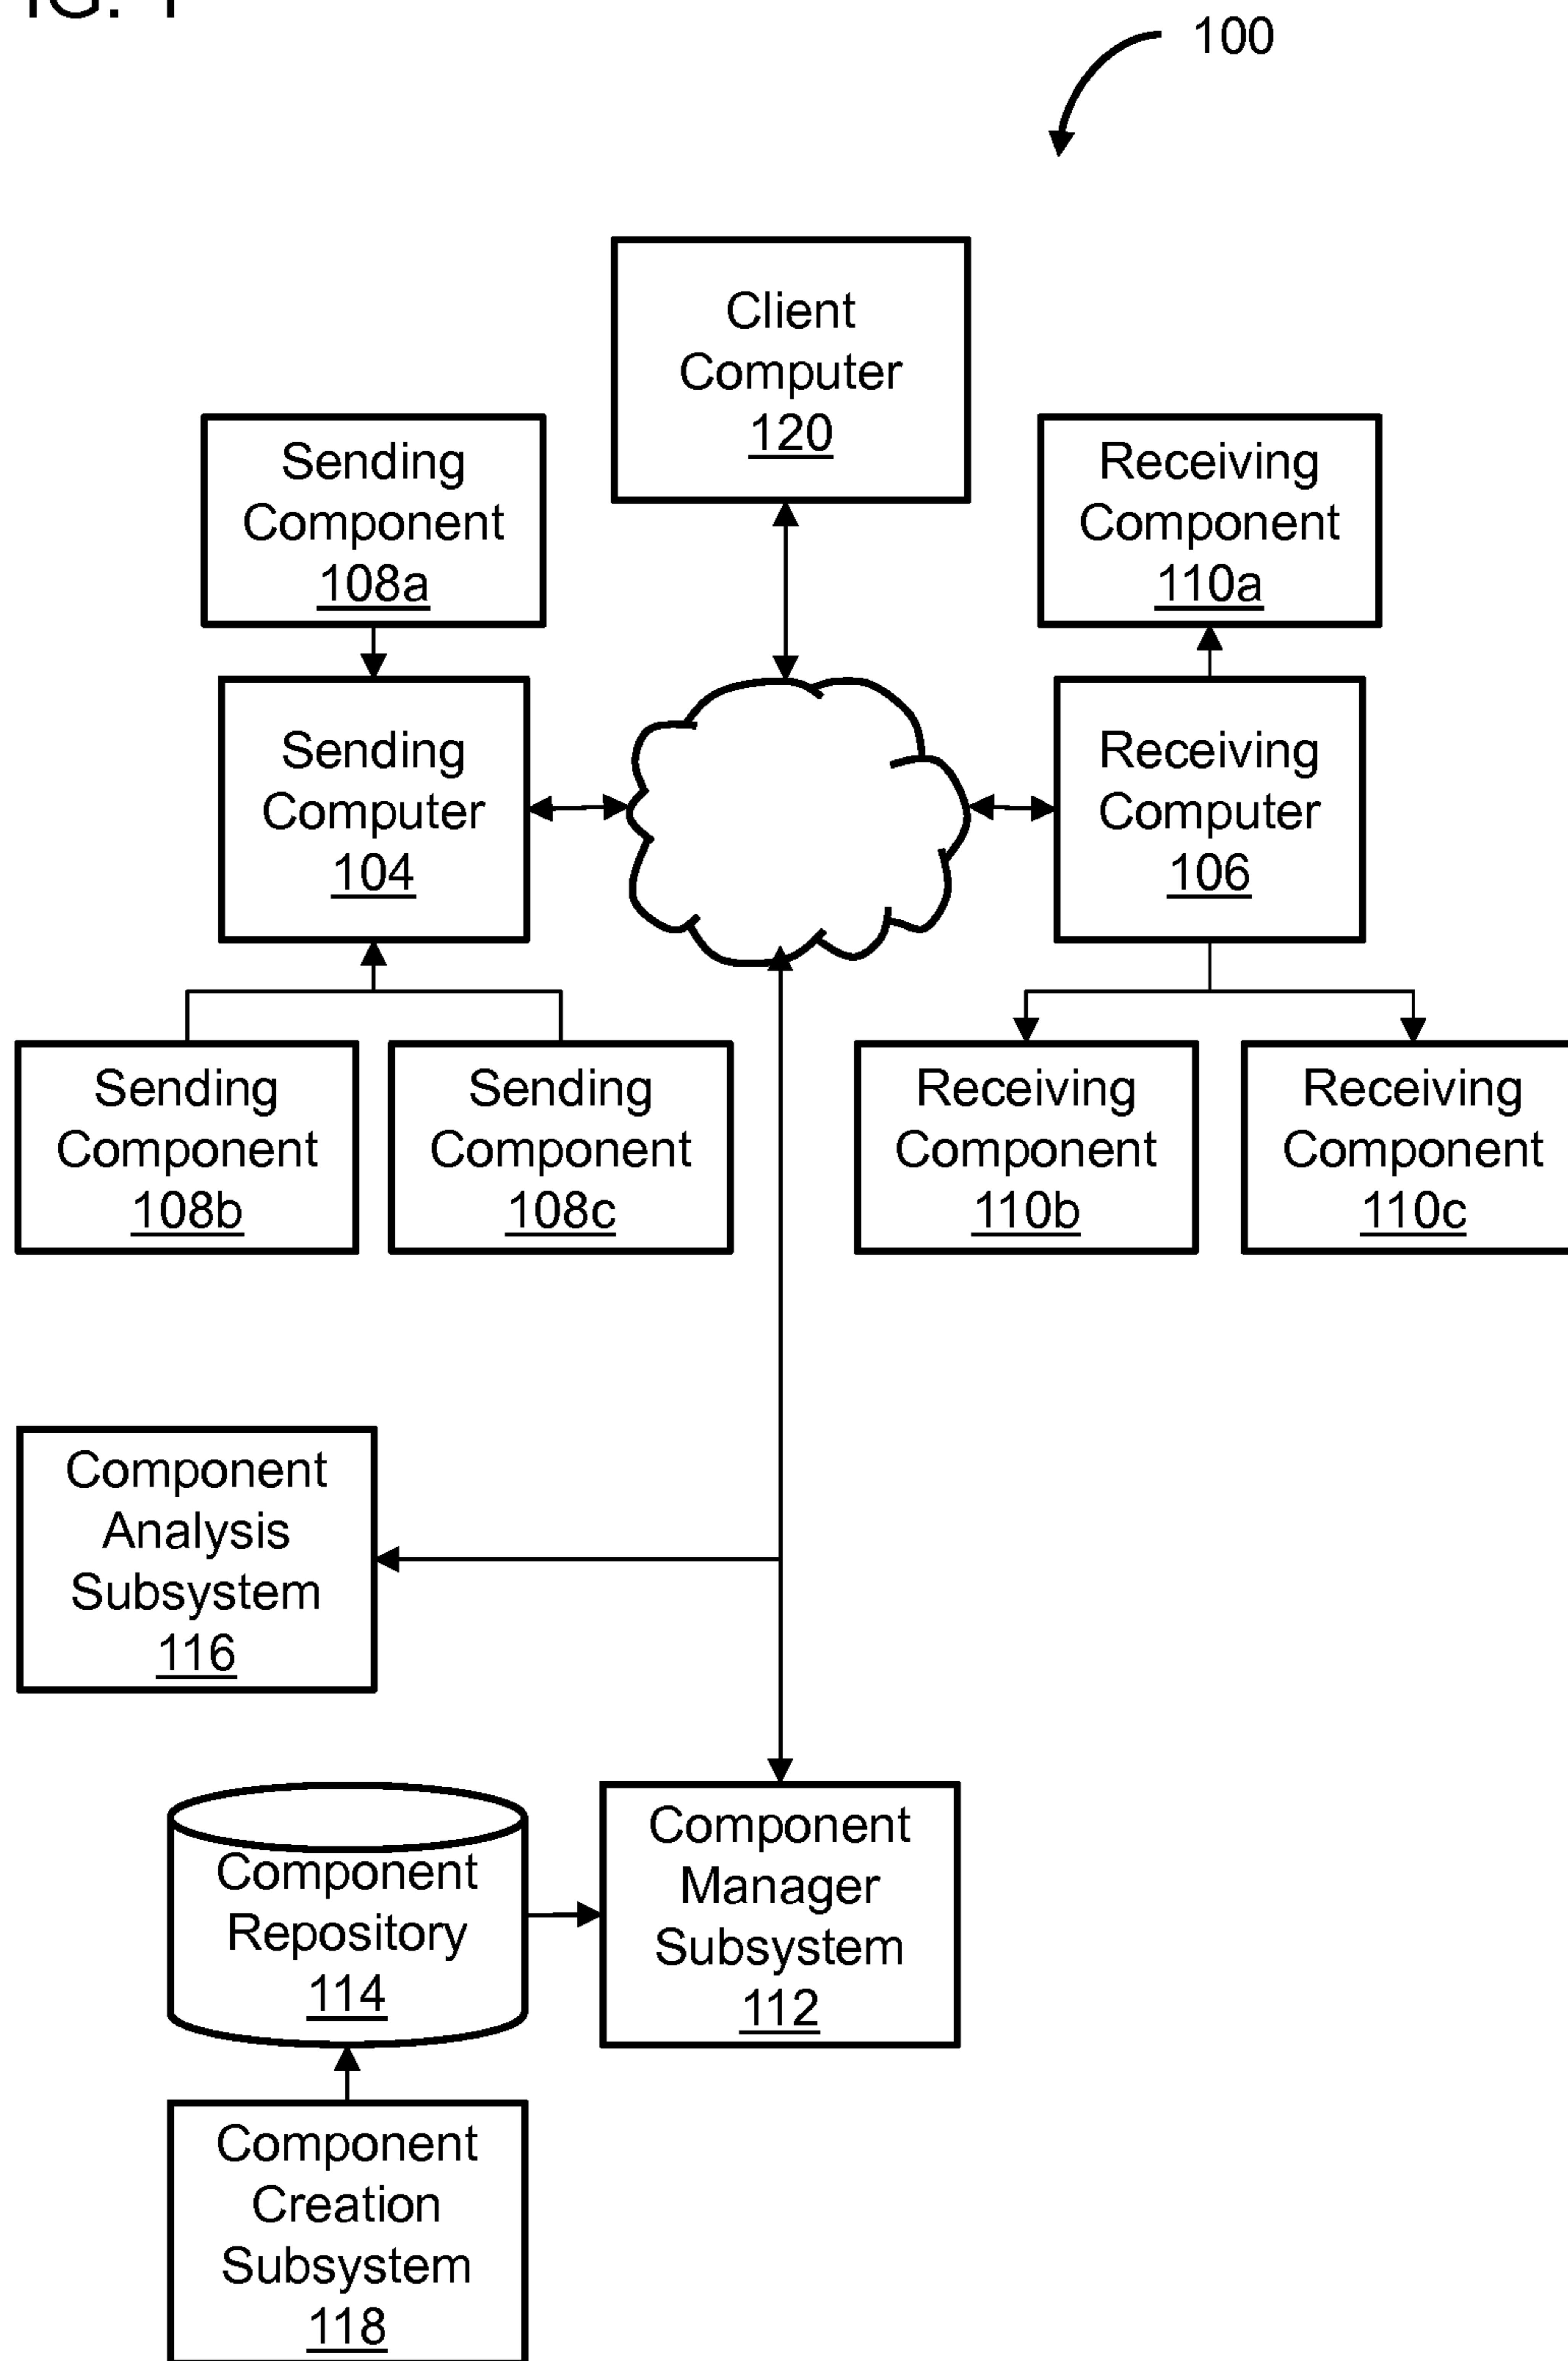 100
Client
Computer
120
Sending
Component
108a
Receiving
Component
110a
Sending
Computer
104
Receiving
Computer
106
Sending
Component
108b
Sending
Component
108c
Receiving
Component
110b
Receiving
Component
110c
Component
Analysis
Subsystem
116
Component
Repository
114
Component
Manager
Subsystem
112
Component
Creation
Subsystem
118